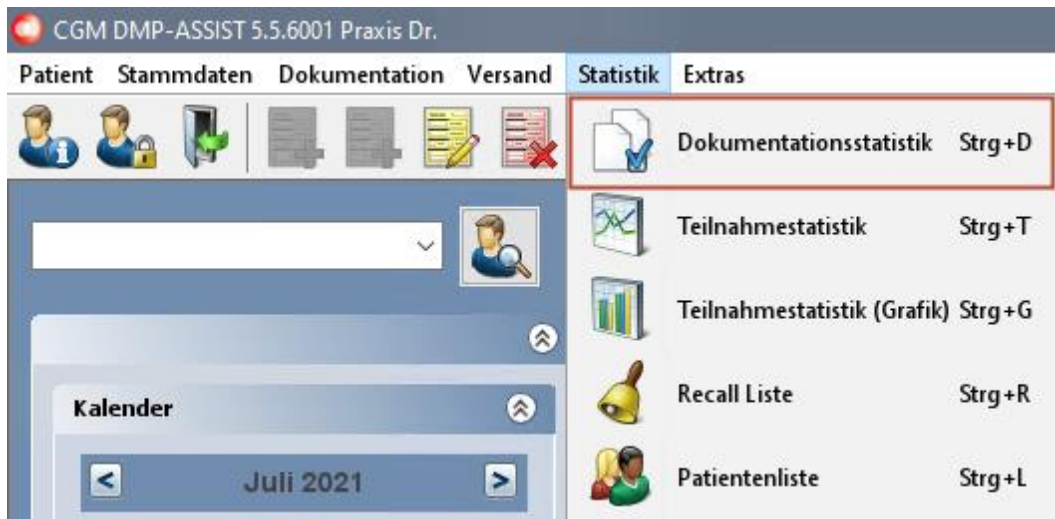 CGM DMP-ASSIST 5.5.6001 Praxis Dr.
Patient Stammdaten Dokumentation Versand Statistik Extras
Dokumentationsstatistik Strg+D
Teilnahmestatistik Strg+T
Teilnahmestatistik (Grafik) Strg+G
Recall Liste Strg+R
Kalender
Patientenliste Strg+L
< Juli 2021 >